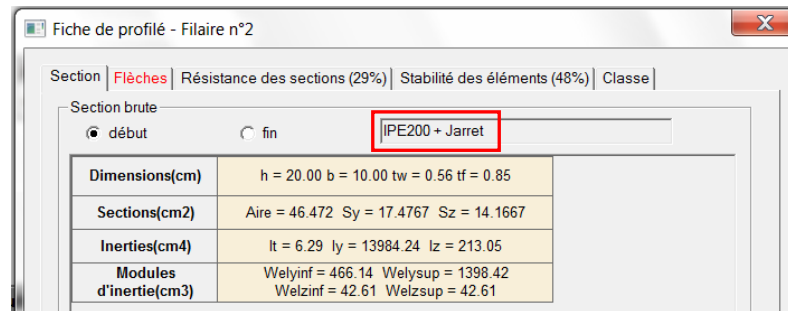 Fiche de profilé - Filaire n°2
Section Flèches Résistance des sections (29%) Stabilité des éléments (48%) Classe
Section brute
début fin IPE200 + Jarret
Dimensions(cm) h = 20.00 b = 10.00 tw = 0.56 tf = 0.85
Sections(cm2) Aire = 46.472 Sy = 17.4767 Sz = 14.1667
Inerties(cm4) It = 6.29 Iy = 13984.24 Iz = 213.05
Modules Welyinf = 466.14 Welysup = 1398.42
d'inertie(cm3) Welzinf = 42.61 Welzsup = 42.61